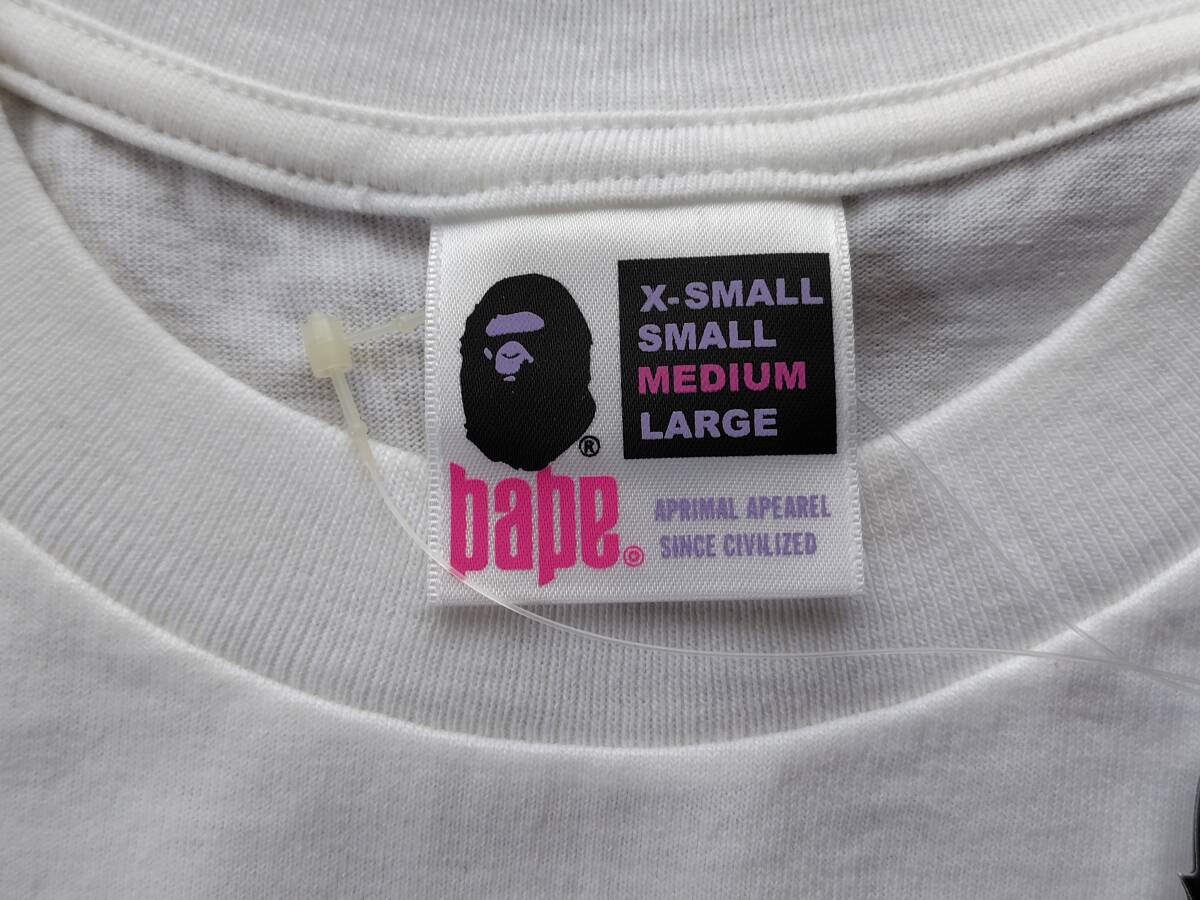 X-SMALL
SMALL
MEDIUM
LARGE
®
bape
APRIMAL APEAREL
SINCE CIVILIZED